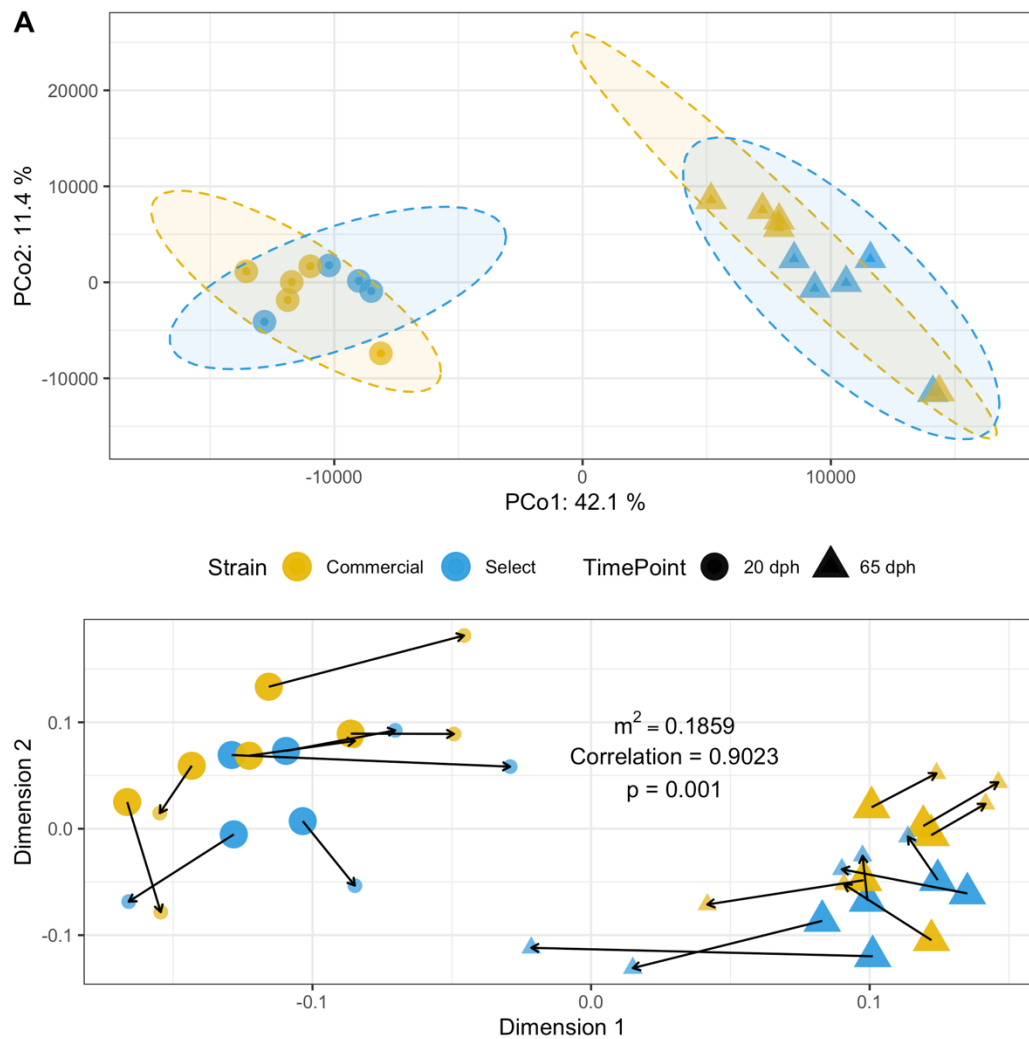 A
20000
10000
0
-10000
PCo2: 11.4 %
-10000 0 10000
PCo1: 42.1 %
Strain Commercial Select TimePoint 20 dph 65 dph
0.1
0.0
-0.1
Dimension 2
m² = 0.1859
Correlation = 0.9023
p = 0.001
-0.1 0.0 0.1
Dimension 1